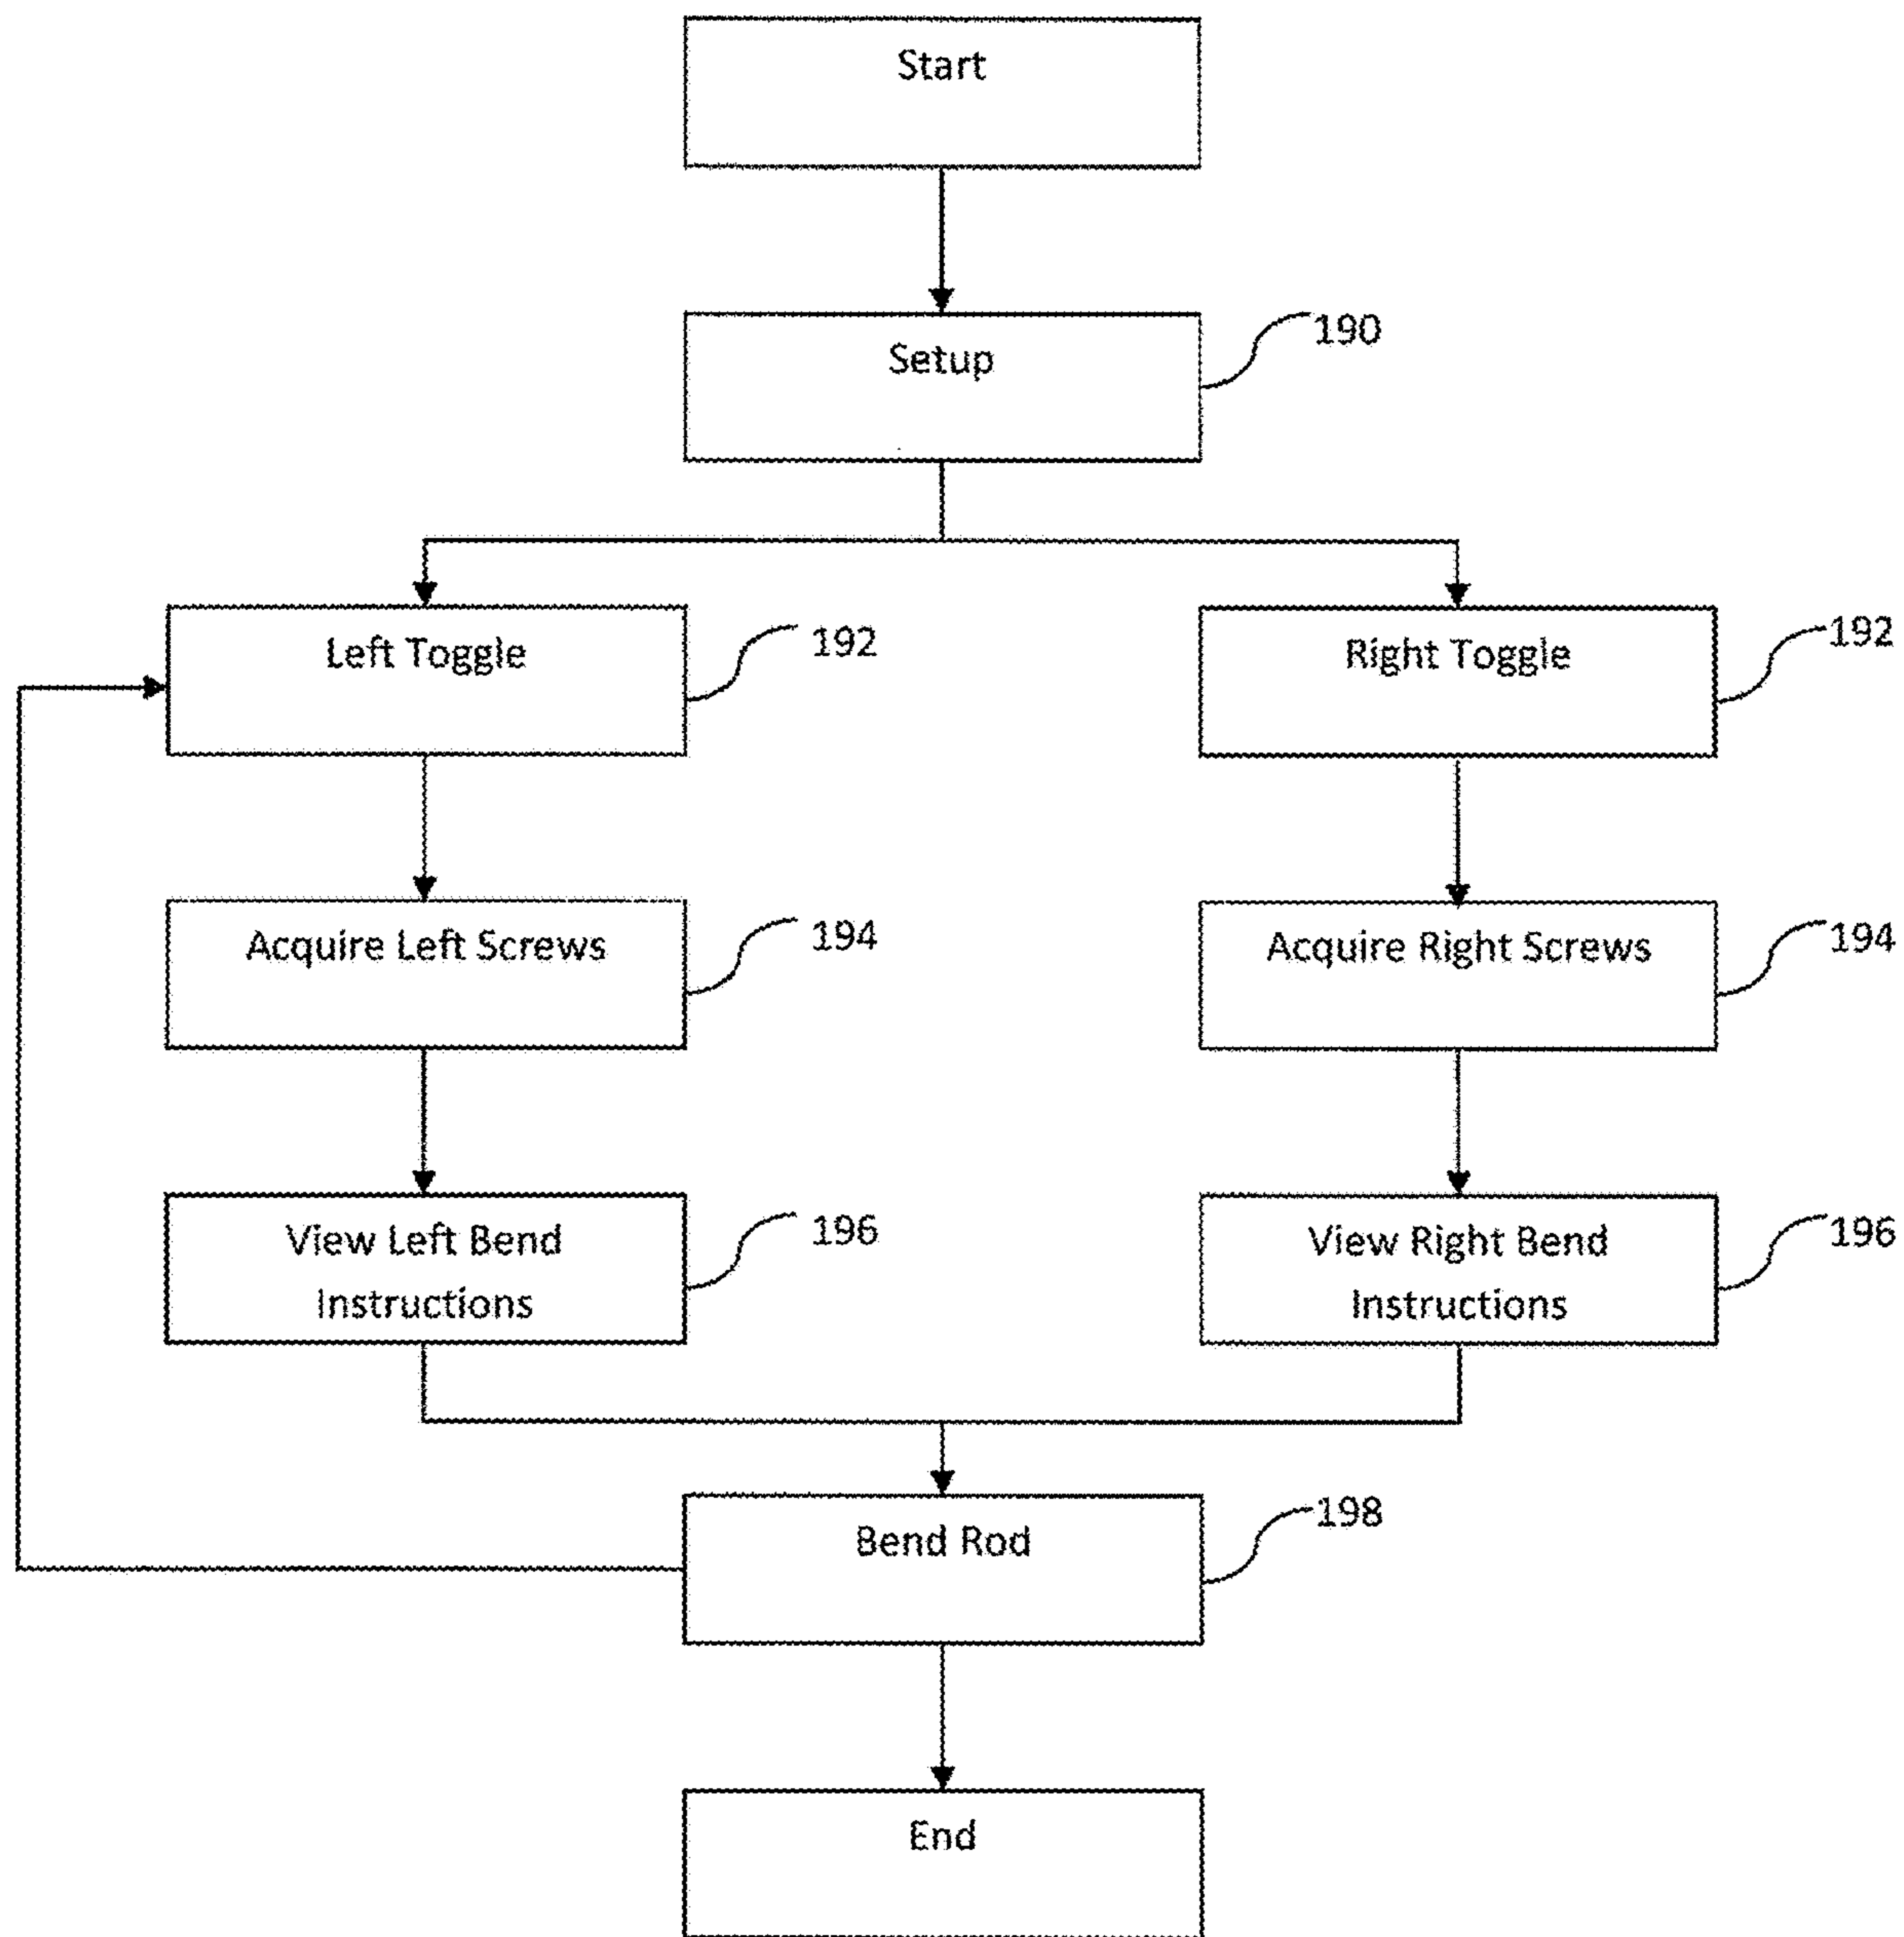 Start
Setup
190
Left Toggle
192
Right Toggle
192
Acquire Left Screws
194
Acquire Right Screws
194
View Left Bend
Instructions
196
View Right Bend
Instructions
196
Bend Rod
198
End